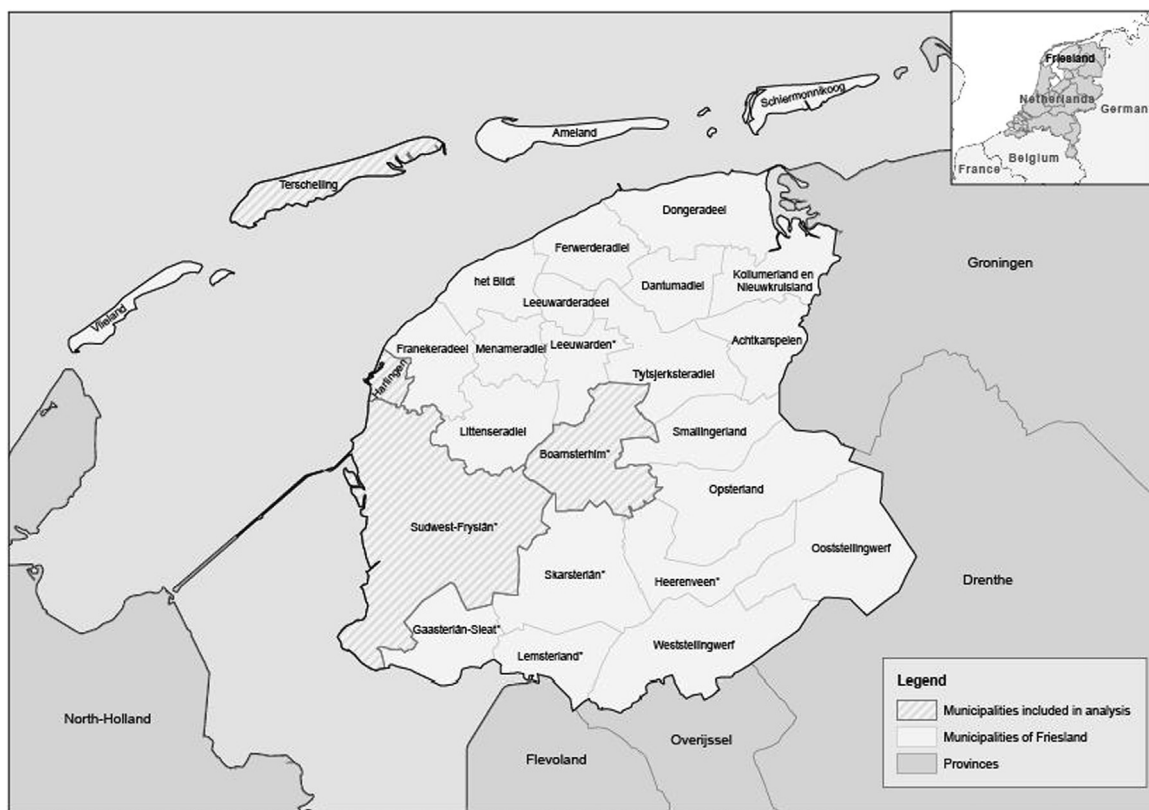 Friesland
Netherlands
German
Belgium
France
Schiermonnikoog
Ameland
Terschelling
Vlieland
Dongeradeel
Ferwerderadiel
Groningen
het Bildt
Dantumadiel
Kollumerland en
Nieuwkruisland
Leeuwarderadeel
Achtkarspelen
Franekeradeel
Menameradiel
Leeuwarden*
Harlingen
Tytsjerksteradiel
Littenseradiel
Smallingerland
Boarnsterhim*
Opsterland
Sudwest-Fryslân*
Ooststellingwerf
Skarsterlân*
Heerenveen*
Drenthe
Gaasterlân-Sleat*
Lemsterland*
Weststellingwerf
North-Holland
Flevoland
Overijssel
Legend
Municipalities included in analysis
Municipalities of Friesland
Provinces